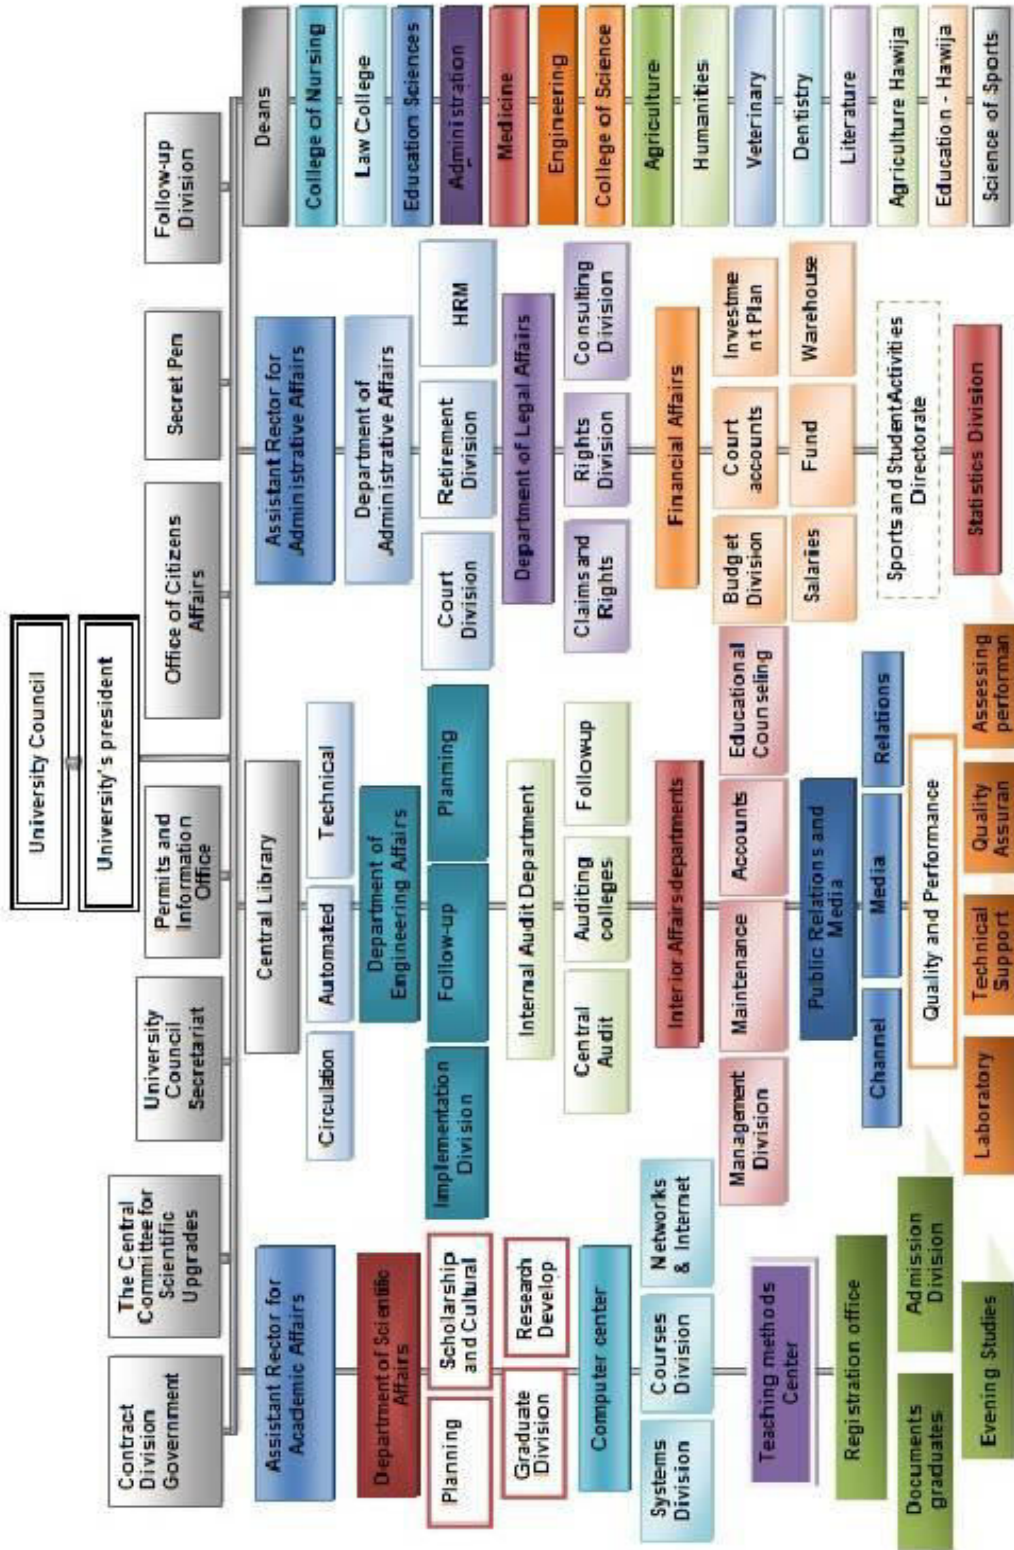 University Council
University's president
Contract
Division
Government
The Central
Committee for
Scientific
Upgrades
University
Council
Secretariat
Permits and
Information
Office
Office of Citizens
Affairs
Secret Pen
Follow-up
Division
Assistant Rector for
Academic Affairs
Department of Scientific
Affairs
Planning
Scholarship
and Cultural
Graduate
Division
Research
Develop
Computer center
Systems
Division
Courses
Division
Networks
& Internet
Teaching methods
Center
Registration office
Documents
graduates
Admission
Division
Evening Studies
Central Library
Circulation
Automated
Technical
Department of
Engineering Affairs
Implementation
Division
Follow-up
Planning
Internal Audit Department
Central
Audit
Auditing
colleges
Follow-up
Interior Affairs departments
Management
Division
Maintenance
Accounts
Educational
Counseling
Public Relations and
Media
Channel
Media
Relations
Quality and Performance
Laboratory
Technical
Support
Quality
Assuran
Assessing
performan
Assistant Rector for
Administrative Affairs
Department of
Administrative Affairs
Court
Division
Retirement
Division
HRM
Department of Legal Affairs
Claims and
Rights
Rights
Division
Consulting
Division
Financial Affairs
Budget
Division
Court
accounts
Investme
nt Plan
Salaries
Fund
Warehouse
Sports and Student Activities
Directorate
Statistics Division
Deans
College of Nursing
Law College
Education Sciences
Administration
Medicine
Engineering
College of Science
Agriculture
Humanities
Veterinary
Dentistry
Literature
Agriculture Hawija
Education - Hawija
Science of Sports